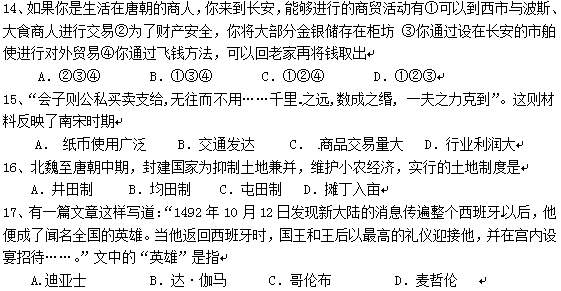 14、如果你是生活在唐朝的商人，你来到长安，能够进行的商贸活动有①可以到西市与波斯、
大食商人进行交易②为了财产安全，你将大部分金银储存在柜坊 ③你通过设在长安的市舶
使进行对外贸易④你通过飞钱方法，可以回老家再将钱取出
A. ②③④ B. ①③④ C. ①②④ D. ①②③
15、“会子则公私买卖支给,无往而不用……千里.之远,数成之缗, 一夫之力克到”。这则材
料反映了南宋时期
A. 纸币使用广泛 B.交通发达 C. .商品交易量大 D.行业利润大
16、北魏至唐朝中期，封建国家为抑制土地兼并，维护小农经济，实行的土地制度是
A．井田制 B．均田制 C．屯田制 D．摊丁入亩
17、有一篇文章这样写道：“1492 年 10 月 12 日发现新大陆的消息传遍整个西班牙以后，他
便成了闻名全国的英雄。当他返回西班牙时，国王和王后以最高的礼仪迎接他，并在宫内设
宴招待……。”文中的“英雄”是指
A.迪亚士 B．达·伽马 C．哥伦布 D．麦哲伦